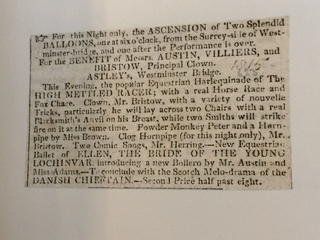 ☞ For this Night only, the ASCENSION of Two Splendid
BALLOONS, one at six o'clock, from the Surrey-side of West-
minster-bridge, and one after the Performance is over.
For the BENEFIT of Messrs. AUSTIN, VILLIERS, and
BRISTOW, Principal Clown.
ASTLEY's, Westminster Bridge.
This Evening, the popular Equestrian Harlequinade of The
HIGH METTLED RACER; with a real Horse Race and
Fox Chace. Clown, Mr. Bristow, with a variety of nouvelle
Tricks, particularly he will lay across two Chairs with a real
Blacksmith's Anvil on his Breast, while two Smiths will strike
fire on it at the same time. Powder Monkey Peter and a Horn-
pipe by Miss Brown. Clog Hornpipe (for this night only), Mr.
Bristow. Two Comic Songs, Mr. Herring.—New Equestrian
Ballet of ELLEN, THE BRIDE OF THE YOUNG
LOCHINVAR, introducing a new Bollero by Mr. Austin and
Miss Adams.—To conclude with the Scotch Melo-drama of the
DANISH CHIEFTAIN.—Second Price half past eight.